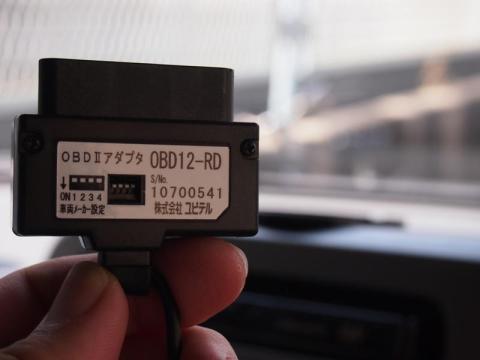 OBDⅡアダプタ OBD12-RD
S/No.
10700541
↓
ON 1 2 3 4
車両メーカー設定 株式会社 ユピテル